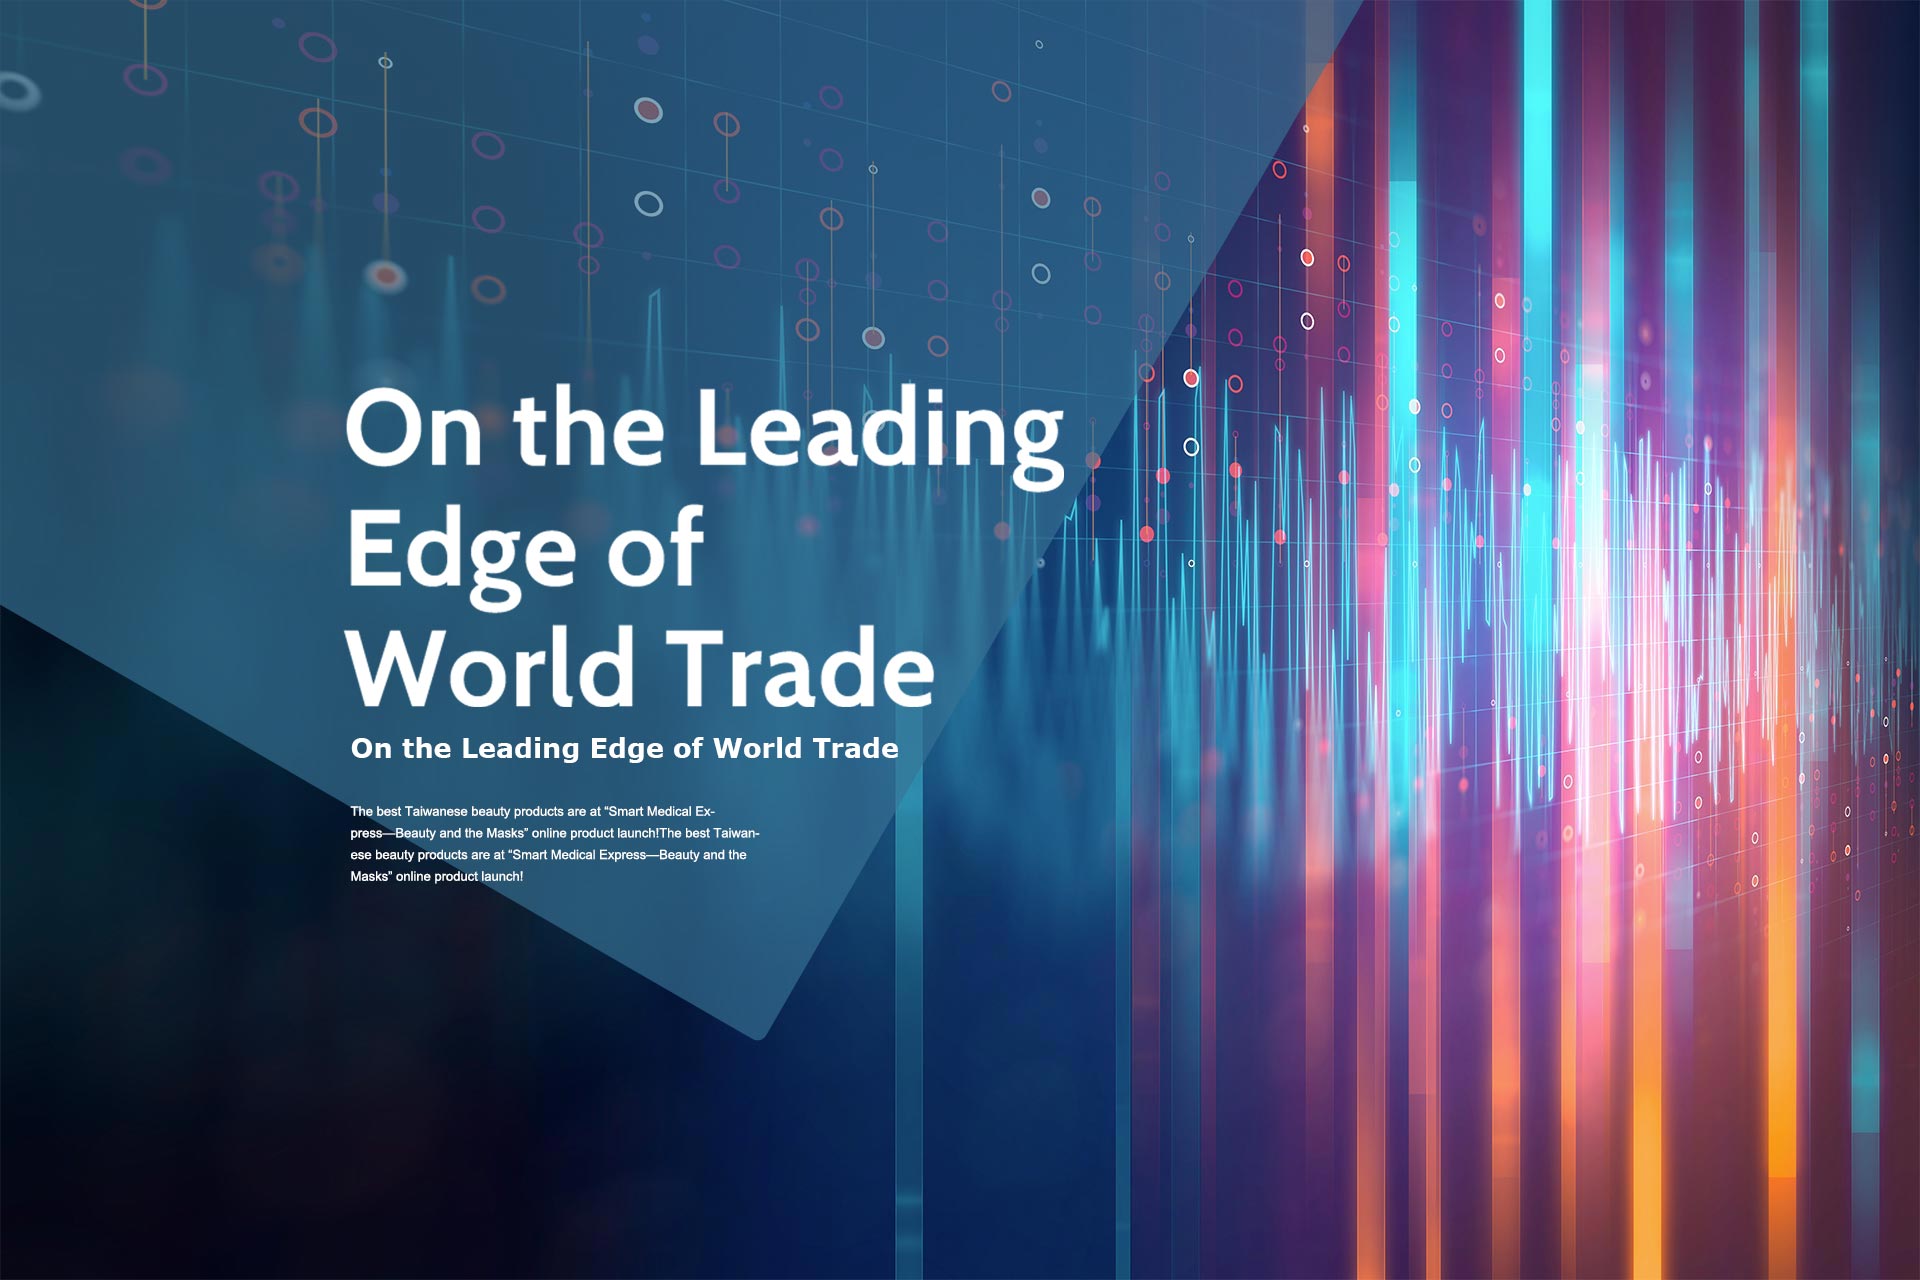 On the Leading
Edge of
World Trade
On the Leading Edge of World Trade
The best Taiwanese beauty products are at “Smart Medical Ex-
press—Beauty and the Masks” online product launch!The best Taiwan-
ese beauty products are at “Smart Medical Express—Beauty and the
Masks” online product launch!